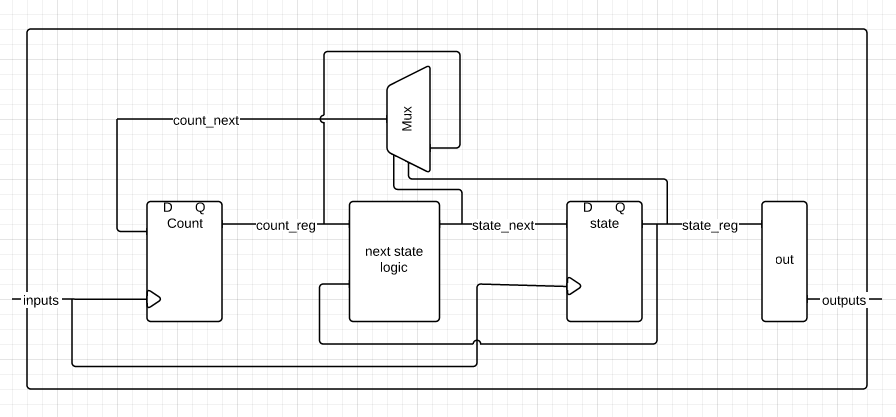 Mux
count_next
D Q
Count
count_reg
next state
logic
state_next
D Q
state
state_reg
out
inputs
outputs